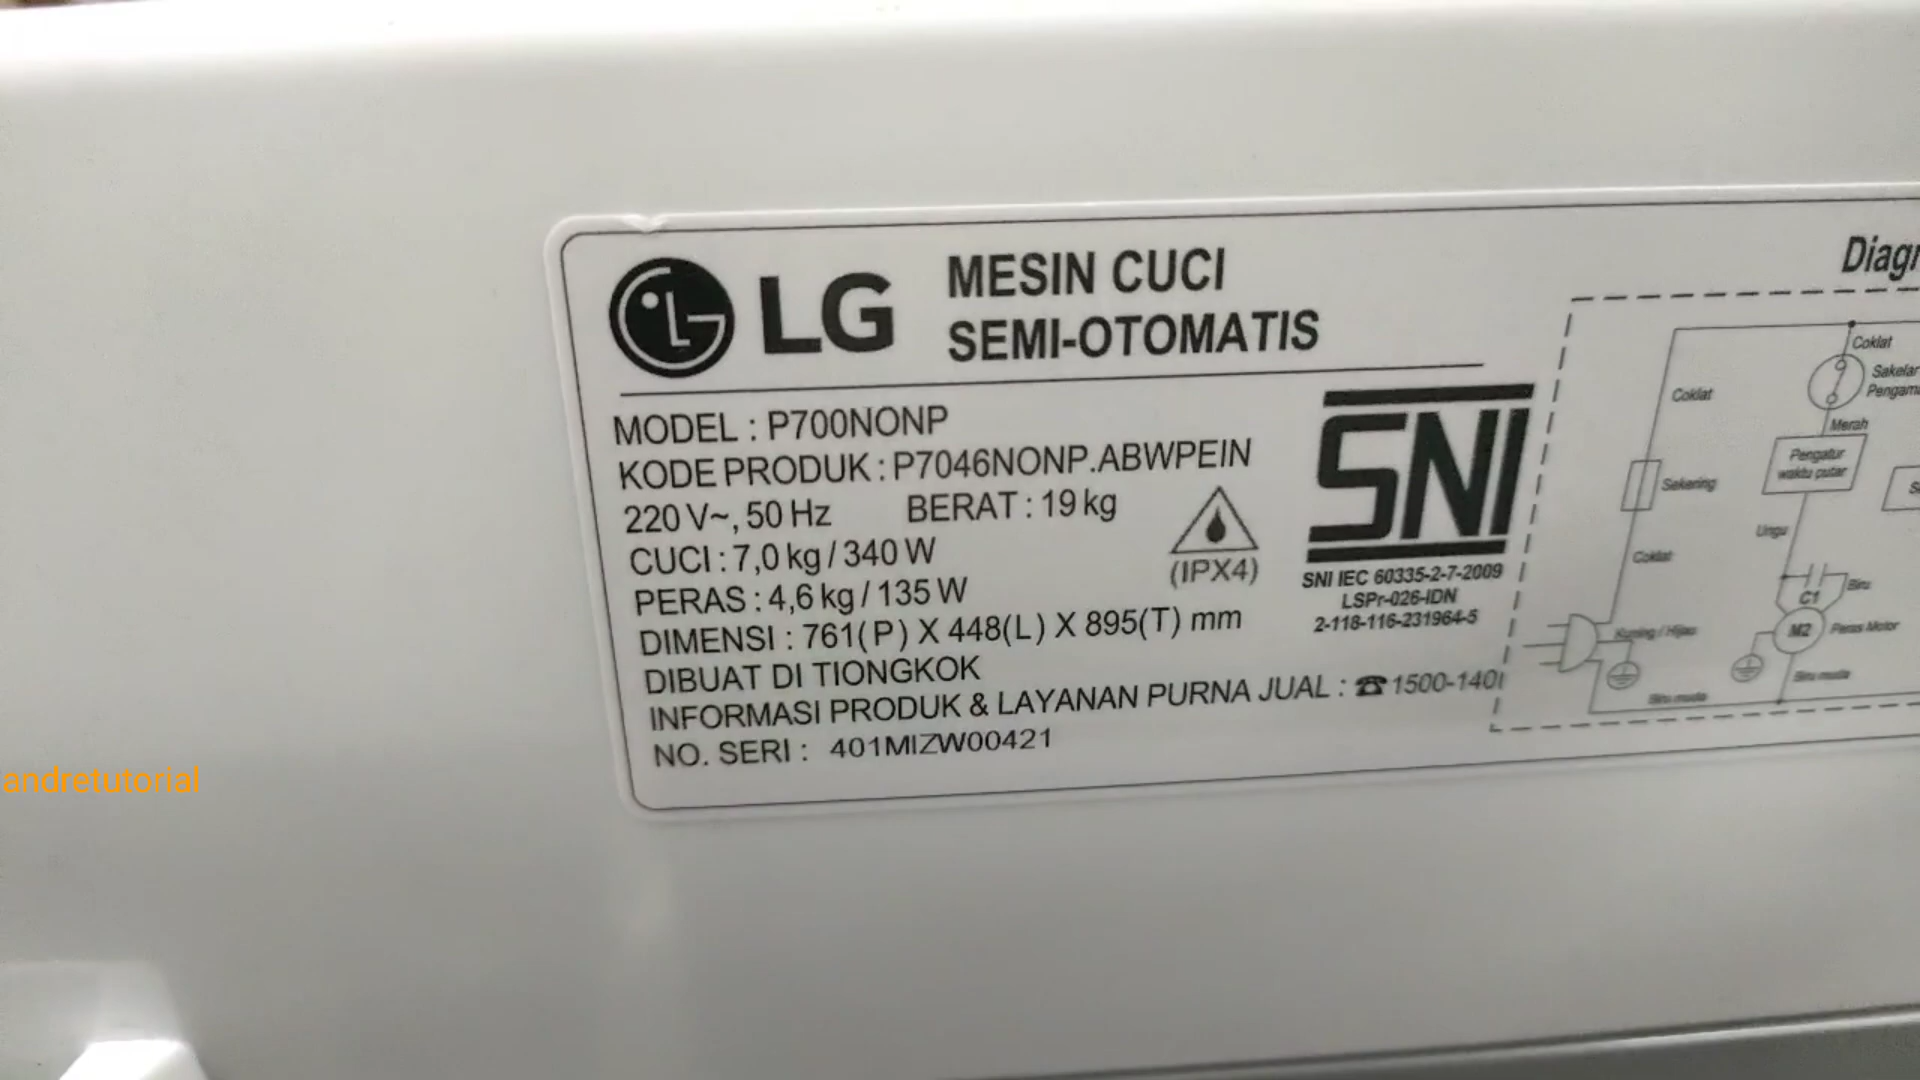 LG MESIN CUCI
SEMI-OTOMATIS
MODEL : P700NONP
KODE PRODUK : P7046NONP.ABWPEIN
220 V~, 50 Hz BERAT : 19 kg
CUCI : 7,0 kg / 340 W
PERAS : 4,6 kg / 135 W
DIMENSI : 761(P) X 448(L) X 895(T) mm
DIBUAT DI TIONGKOK
INFORMASI PRODUK & LAYANAN PURNA JUAL : ☎ 1500-1401
NO. SERI : 401MIZW00421
(IPX4)
SNI
SNI IEC 60335-2-7-2009
LSPr-026-IDN
2-118-116-231964-5
Coklat
Sakelar
Coklat
Merah
Pengatur
waktu putar
Sekering
Ungu
Coklat
Biru
C1
M2
Peras Motor
Kuning / Hijau
Biru muda
Biru muda
andretutorial